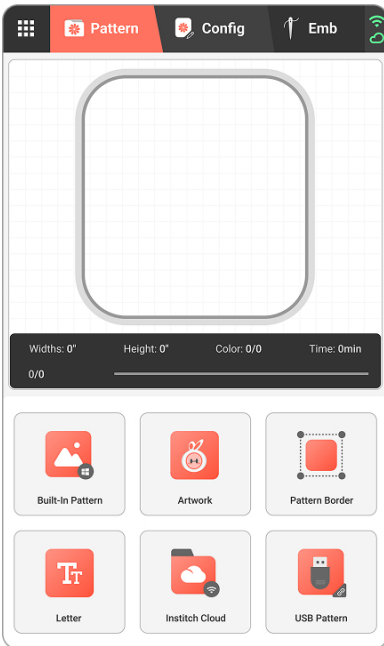 Pattern Config Emb
Widths: 0" Height: 0" Color: 0/0 Time: 0min
0/0
Built-In Pattern Artwork Pattern Border
Letter Institch Cloud USB Pattern